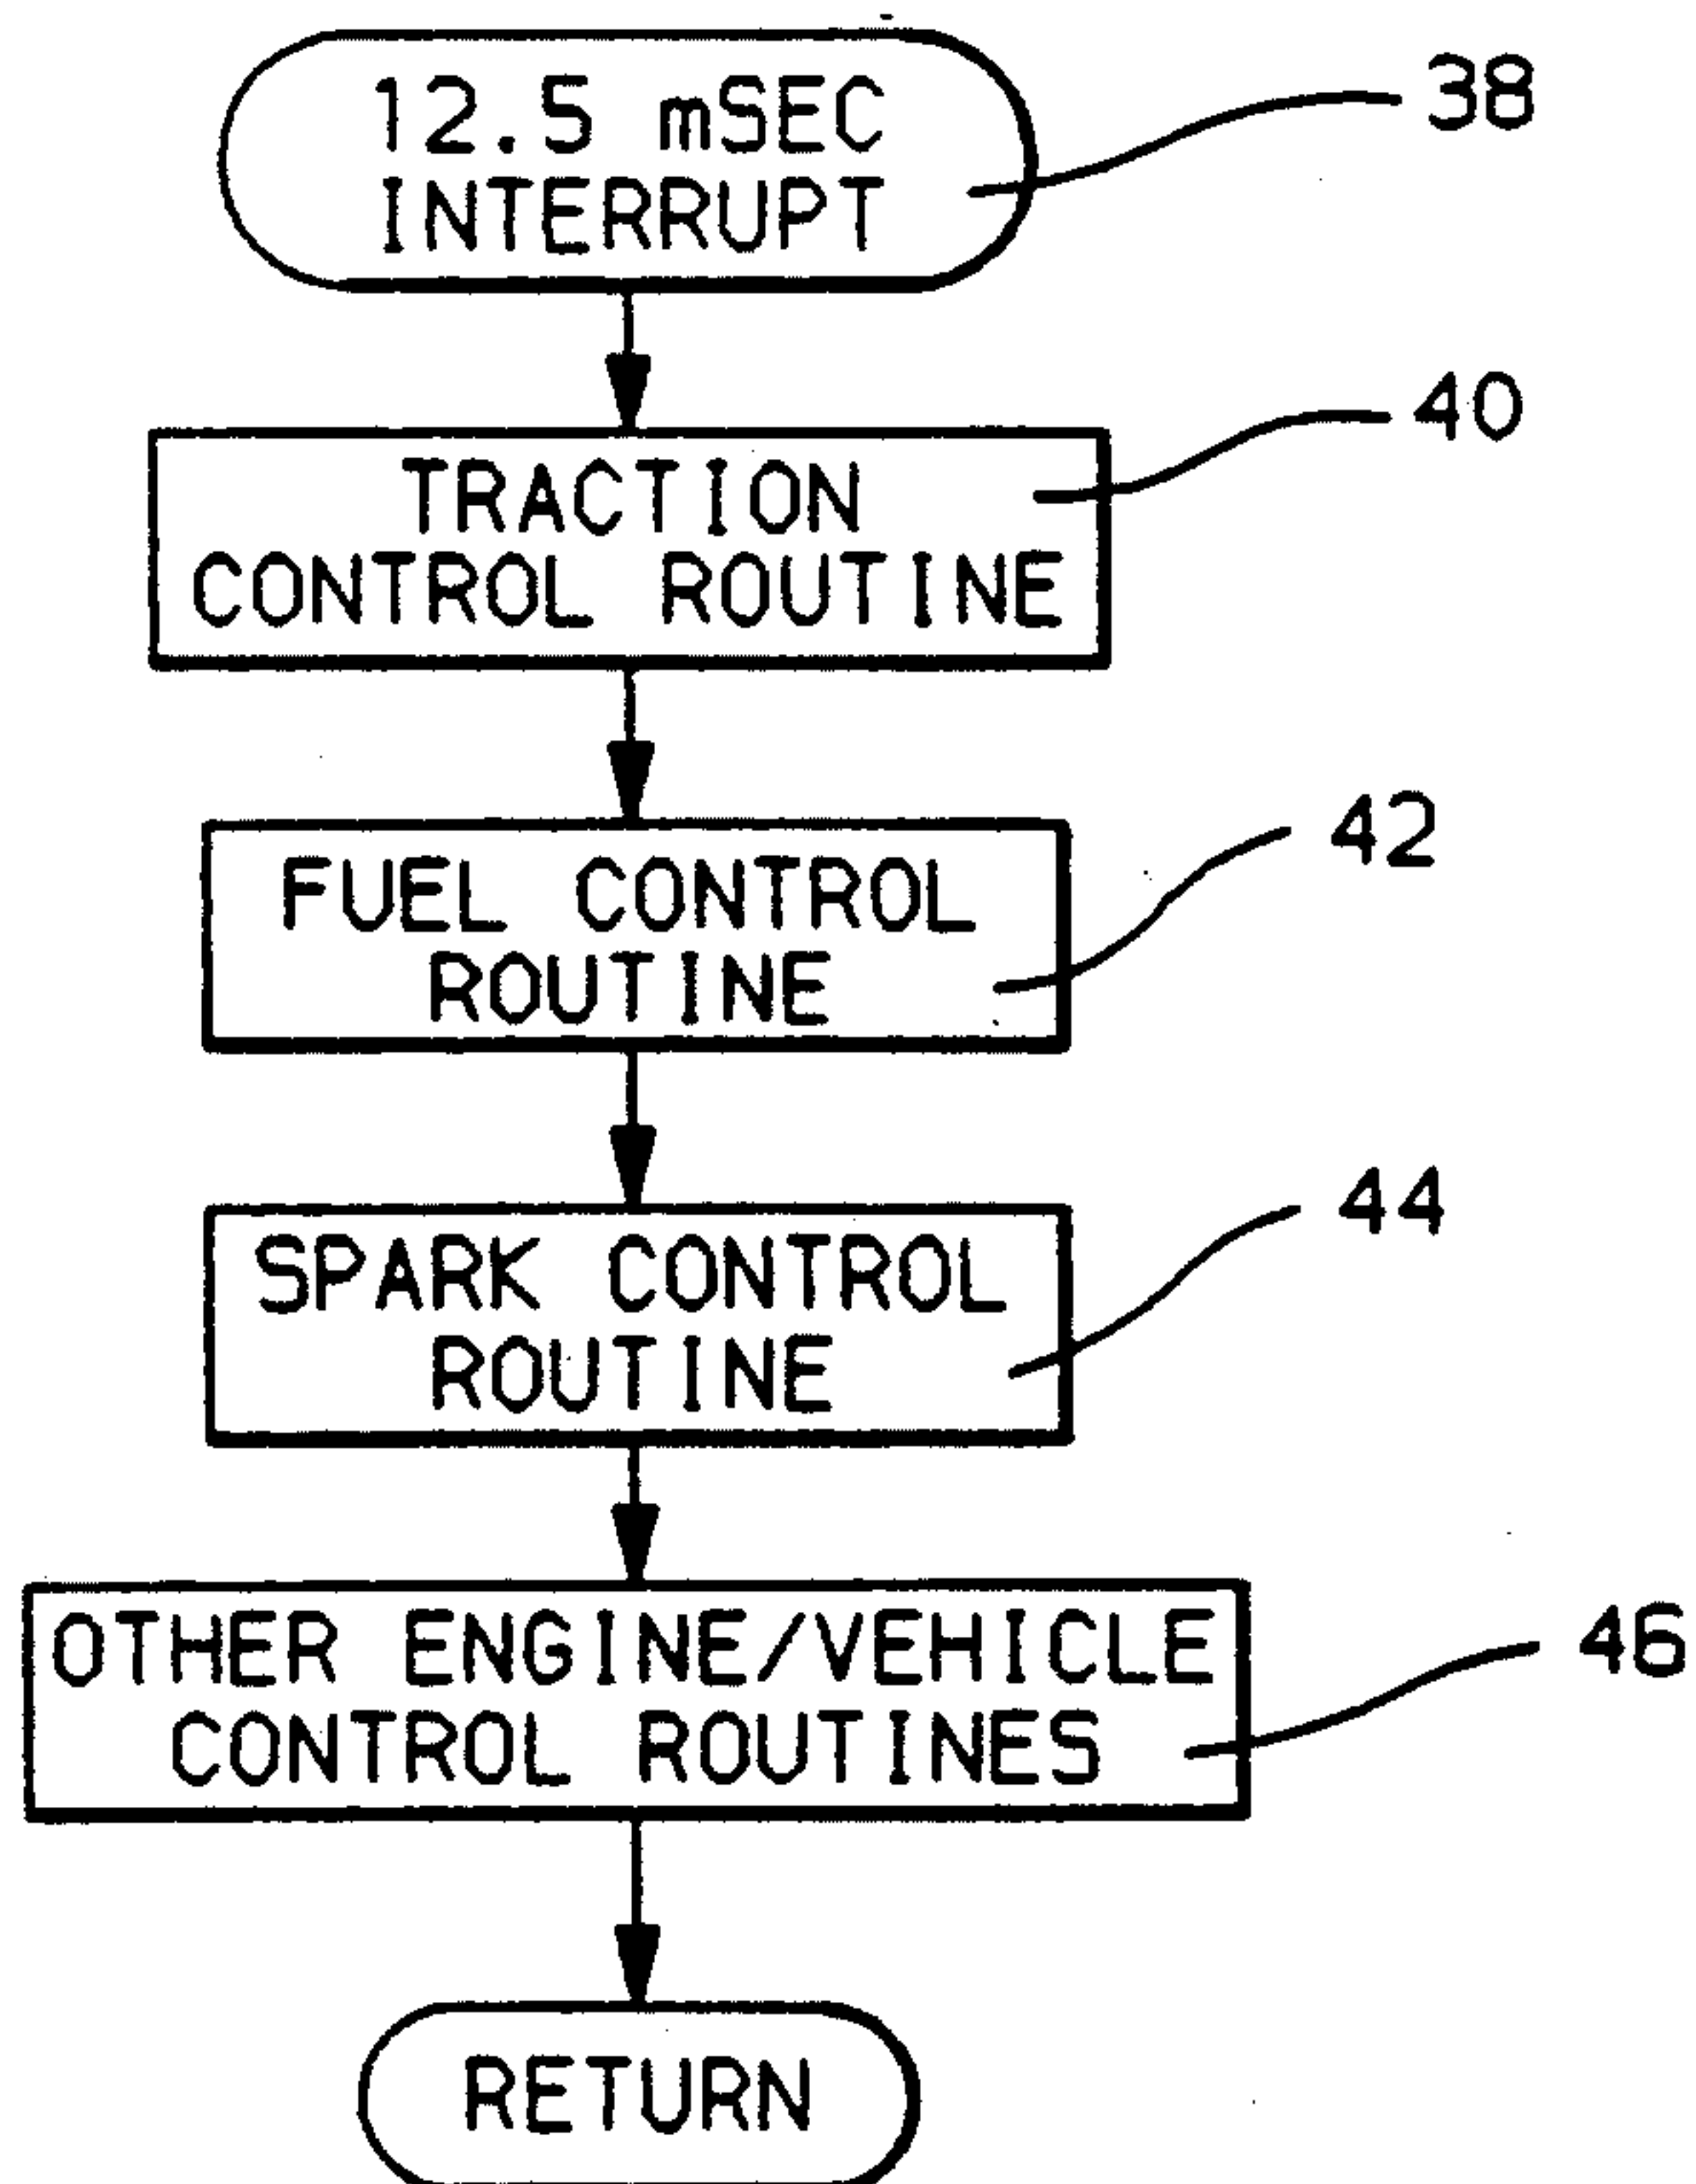 12.5 mSEC
INTERRUPT
38
TRACTION
CONTROL ROUTINE
40
FUEL CONTROL
ROUTINE
42
SPARK CONTROL
ROUTINE
44
OTHER ENGINE/VEHICLE
CONTROL ROUTINES
46
RETURN